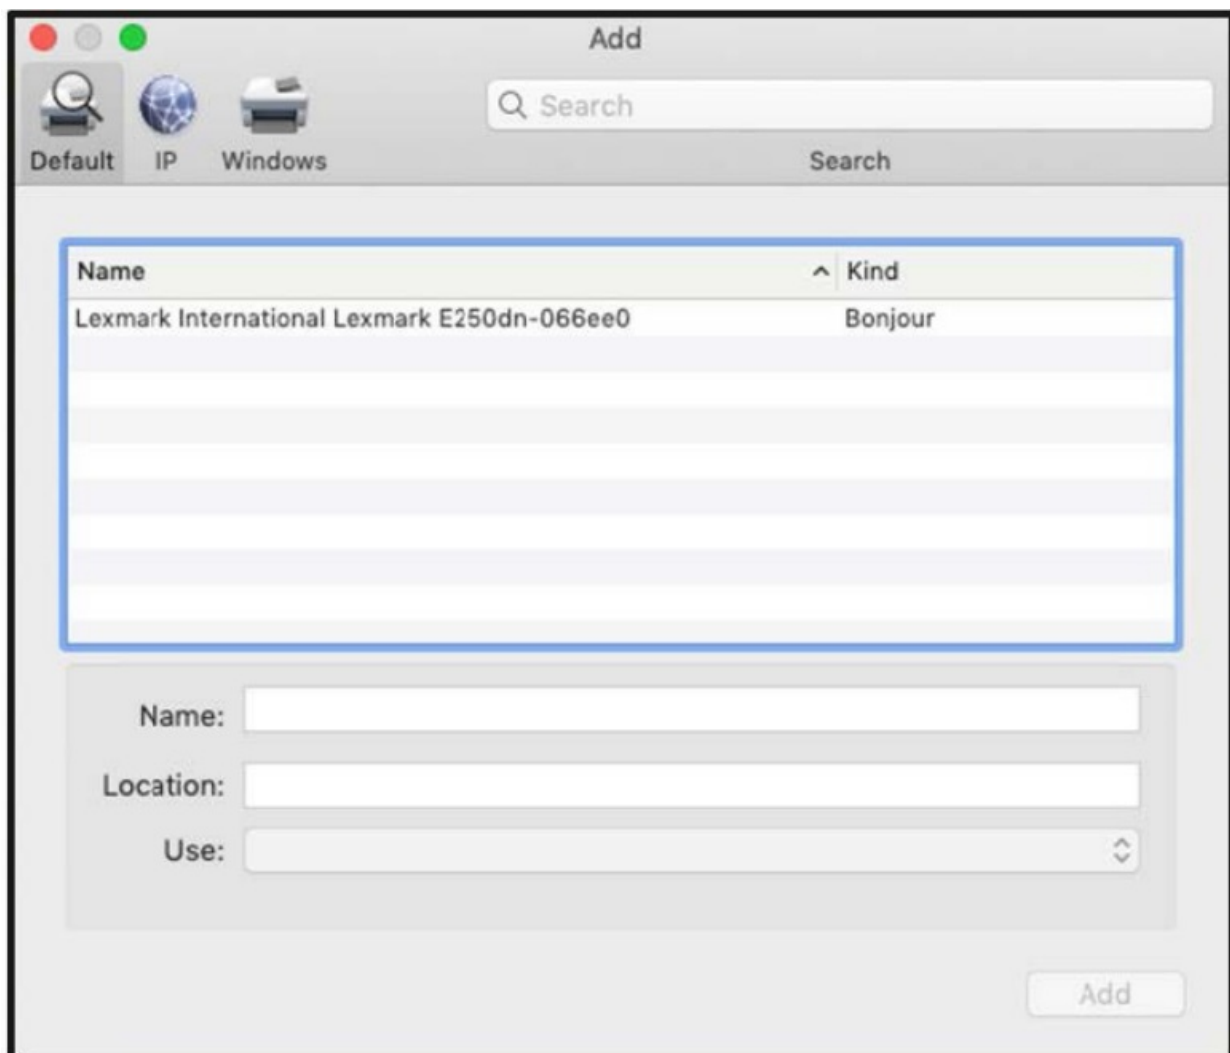 Add
Search
Default IP Windows Search
Name Kind
Lexmark International Lexmark E250dn-066ee0 Bonjour
Name:
Location:
Use:
Add